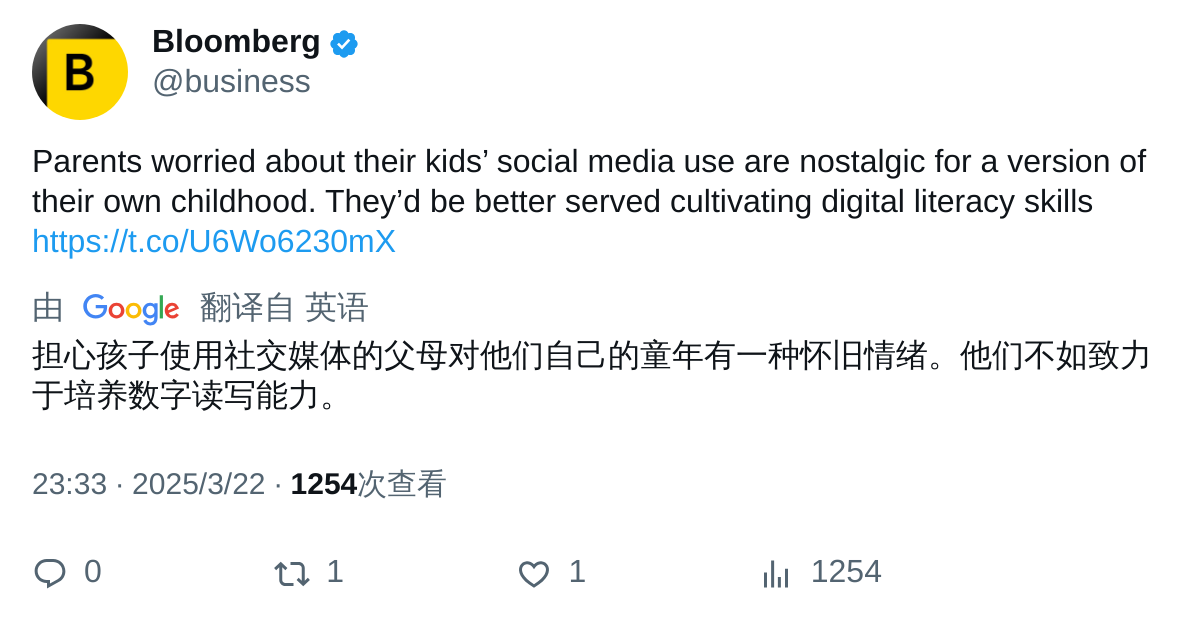 B
Bloomberg
@business
Parents worried about their kids’ social media use are nostalgic for a version of
their own childhood. They’d be better served cultivating digital literacy skills
https://t.co/U6Wo6230mX
由 Google 翻译自 英语
担心孩子使用社交媒体的父母对他们自己的童年有一种怀旧情绪。他们不如致力
于培养数字读写能力。
23:33 · 2025/3/22 · 1254次查看
0 1 1 1254